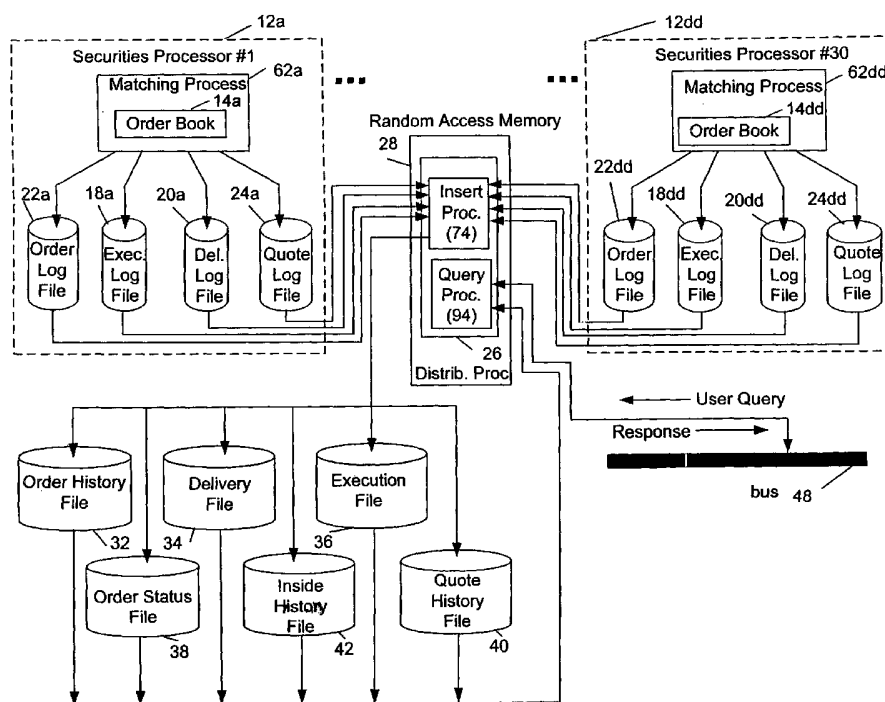 12a
Securities Processor #1
62a
Matching Process
14a
Order Book
22a
18a
20a
24a
Order
Log
File
Exec.
Log
File
Del.
Log
File
Quote
Log
File
Random Access Memory
28
Insert
Proc.
(74)
Query
Proc.
(94)
26
Distrib. Proc
12dd
Securities Processor #30
62dd
Matching Process
14dd
Order Book
22dd
18dd
20dd
24dd
Order
Log
File
Exec.
Log
File
Del.
Log
File
Quote
Log
File
User Query
Response
bus
48
Order History
File
32
Delivery
File
34
Execution
File
36
Order Status
File
38
Inside
History
File
42
Quote
History
File
40